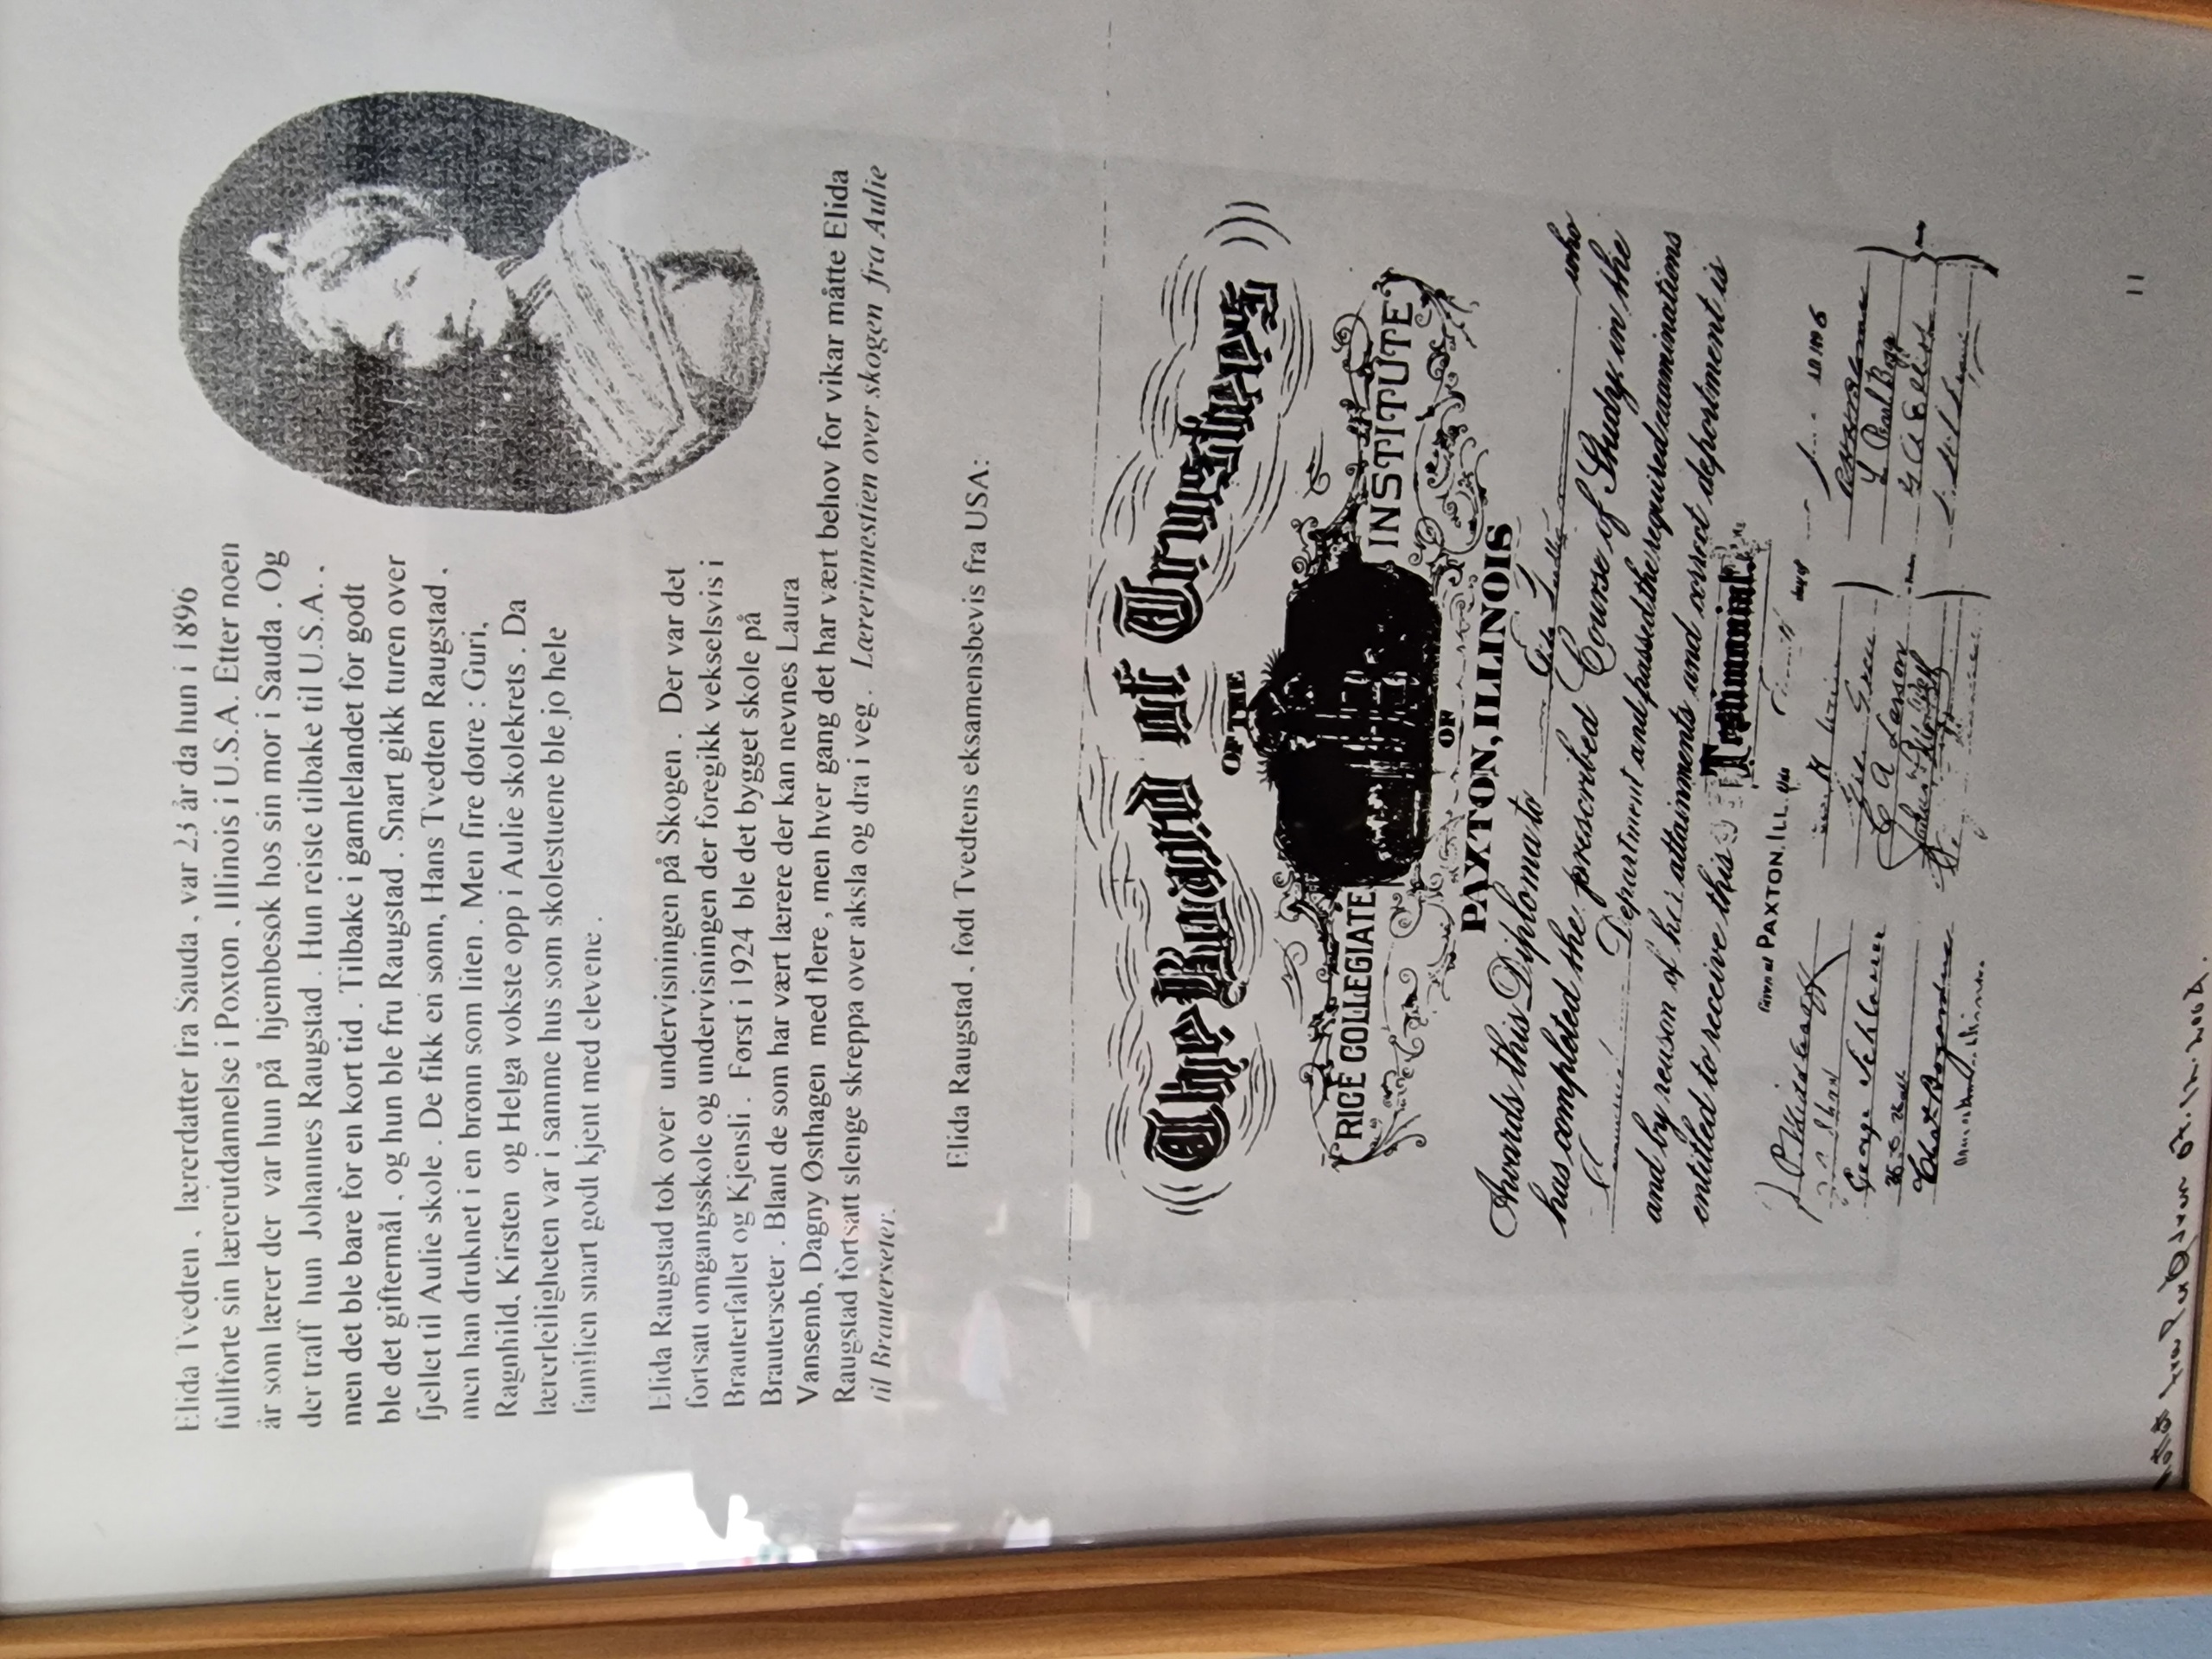 Elida Tvedten , lærerdatter fra Sauda , var 23 år da hun i 1896
fullførte sin lærerutdannelse i Poxton , Illinois i U.S.A. Etter noen
år som lærer der var hun på hjembesøk hos sin mor i Sauda . Og
der traff hun Johannes Raugstad . Hun reiste tilbake til U.S.A. ,
men det ble bare for en kort tid . Tilbake i gamlelandet for godt
ble det giftermål , og hun ble fru Raugstad . Snart gikk turen over
fjellet til Aulie skole . De fikk en sønn, Hans Tvedten Raugstad ,
men han druknet i en brønn som liten . Men fire døtre : Guri,
Ragnhild, Kirsten og Helga vokste opp i Aulie skolekrets . Da
lærerleiligheten var i samme hus som skolestuene ble jo hele
familien snart godt kjent med elevene .
Elida Raugstad tok over undervisningen på Skogen . Der var det
fortsatt omgangsskole og undervisningen der foregikk vekselsvis i
Brauterfallet og Kjensli . Først i 1924 ble det bygget skole på
Brauterseter . Blant de som har vært lærere der kan nevnes Laura
Vansemb, Dagny Østhagen med flere , men hver gang det har vært behov for vikar måtte Elida
Raugstad fortsatt slenge skreppa over aksla og dra i veg . Lærerinnestien over skogen fra Aulie
til Brauterseter.
Elida Raugstad , født Tvedtens eksamensbevis fra USA:
The Board of Trustees
OF THE
RICE COLLEGIATE INSTITUTE
OF
PAXTON, ILLINOIS
Awards this Diploma to who
has completed the prescribed Course of Study in the
Department and passed the required examinations
and by reason of his attainments and correct deportment is
entitled to receive this Testimonial
Given at PAXTON, ILL. this day of
George
C A Larson
11